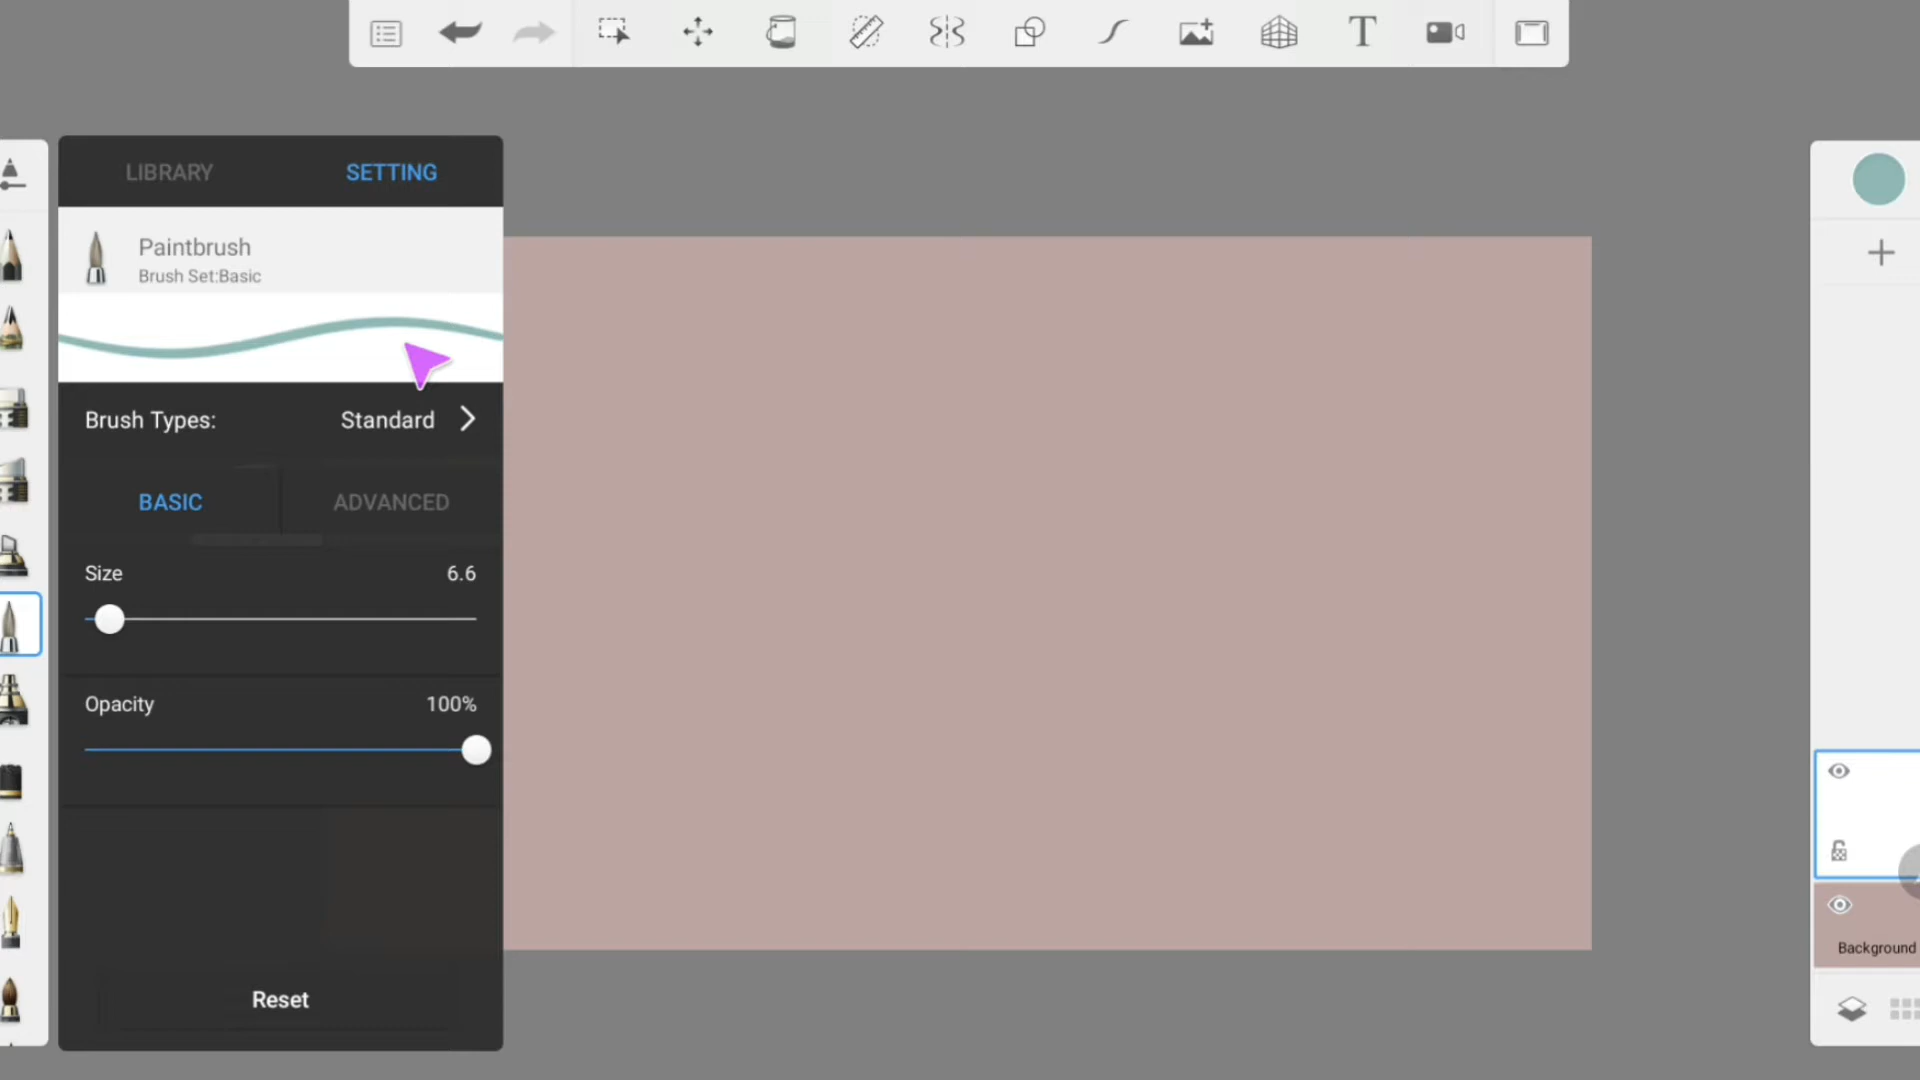 T
LIBRARY SETTING
Paintbrush
Brush Set:Basic
Brush Types: Standard
BASIC ADVANCED
Size 6.6
Opacity 100%
Reset
Background